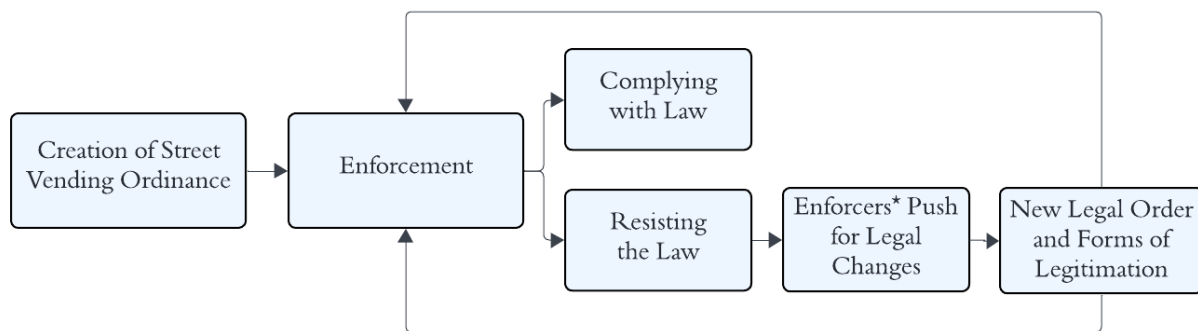 Creation of Street
Vending Ordinance
Enforcement
Complying
with Law
Resisting
the Law
Enforcers* Push
for Legal
Changes
New Legal Order
and Forms of
Legitimation